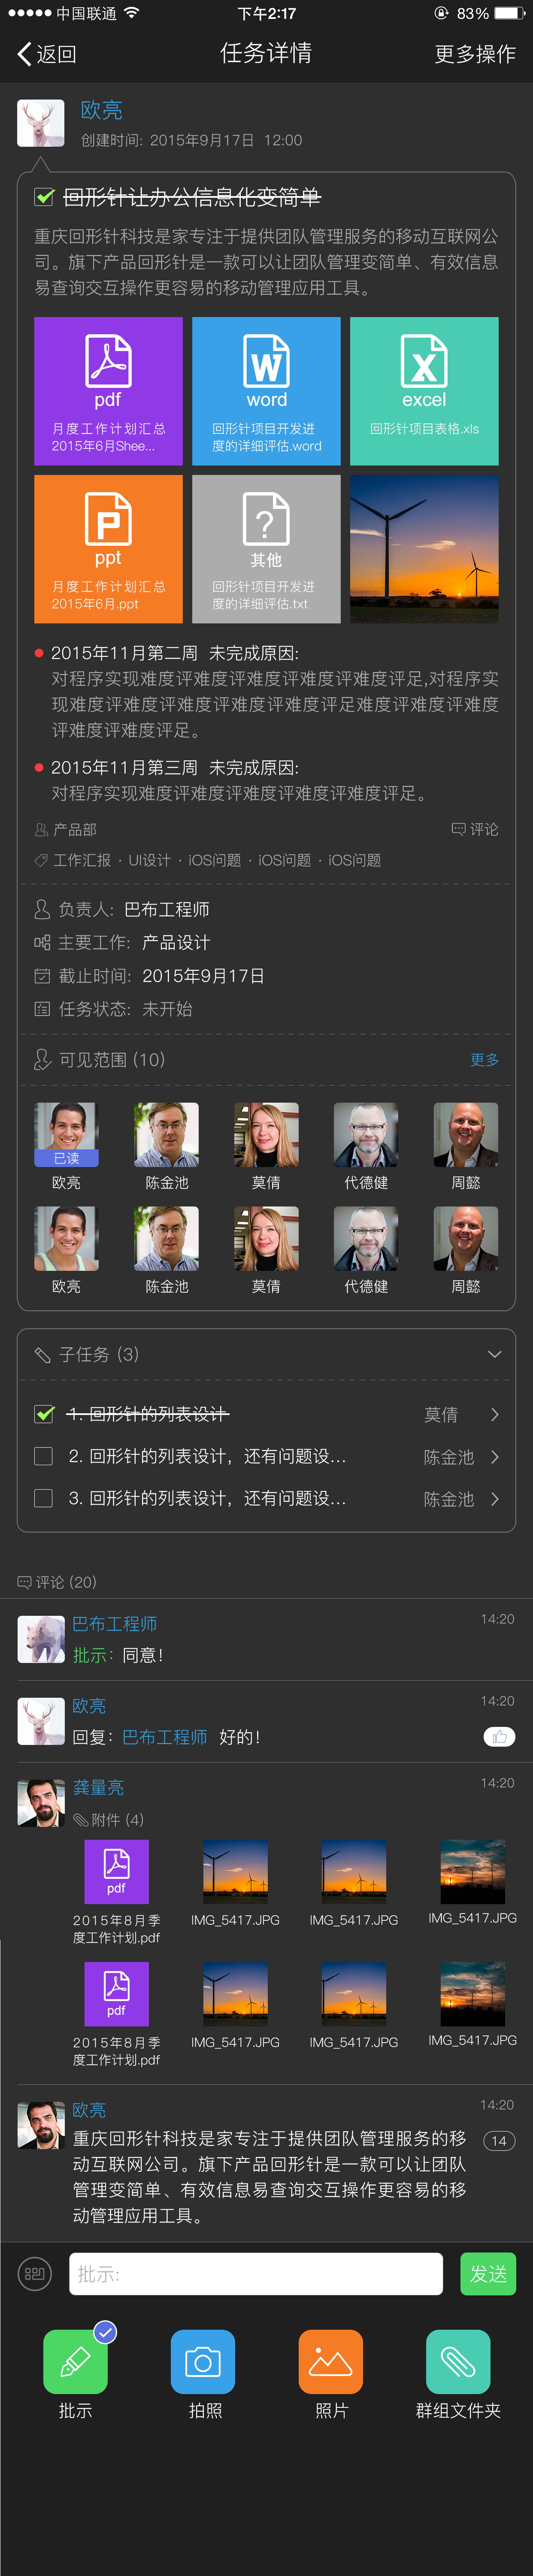 中国联通 下午2:17 83%
返回 任务详情 更多操作
欧亮
创建时间: 2015年9月17日 12:00
回形针让办公信息化变简单
重庆回形针科技是家专注于提供团队管理服务的移动互联网公
司。旗下产品回形针是一款可以让团队管理变简单、有效信息
易查询交互操作更容易的移动管理应用工具。
pdf word excel
月度工作计划汇总
2015年6月Shee...
回形针项目开发进
度的详细评估.word
回形针项目表格.xls
ppt 其他
月度工作计划汇总
2015年6月.ppt
回形针项目开发进
度的详细评估.txt
2015年11月第二周 未完成原因:
对程序实现难度评难度评难度评难度评难度评足,对程序实
现难度评难度评难度评难度评难度评足难度评难度评难度
评难度评难度评足。
2015年11月第三周 未完成原因:
对程序实现难度评难度评难度评难度评难度评足。
产品部 评论
工作汇报 · UI设计 · iOS问题 · iOS问题 · iOS问题
负责人: 巴布工程师
主要工作: 产品设计
截止时间: 2015年9月17日
任务状态: 未开始
可见范围 (10) 更多
已读
欧亮 陈金池 莫倩 代德健 周懿
欧亮 陈金池 莫倩 代德健 周懿
子任务 (3)
1. 回形针的列表设计 莫倩
2. 回形针的列表设计，还有问题设... 陈金池
3. 回形针的列表设计，还有问题设... 陈金池
评论 (20)
巴布工程师 14:20
批示: 同意!
欧亮 14:20
回复: 巴布工程师 好的!
龚量亮 14:20
附件 (4)
pdf
2015年8月季
度工作计划.pdf
IMG_5417.JPG IMG_5417.JPG IMG_5417.JPG
pdf
2015年8月季
度工作计划.pdf
IMG_5417.JPG IMG_5417.JPG IMG_5417.JPG
欧亮 14:20
重庆回形针科技是家专注于提供团队管理服务的移 14
动互联网公司。旗下产品回形针是一款可以让团队
管理变简单、有效信息易查询交互操作更容易的移
动管理应用工具。
批示: 发送
批示 拍照 照片 群组文件夹